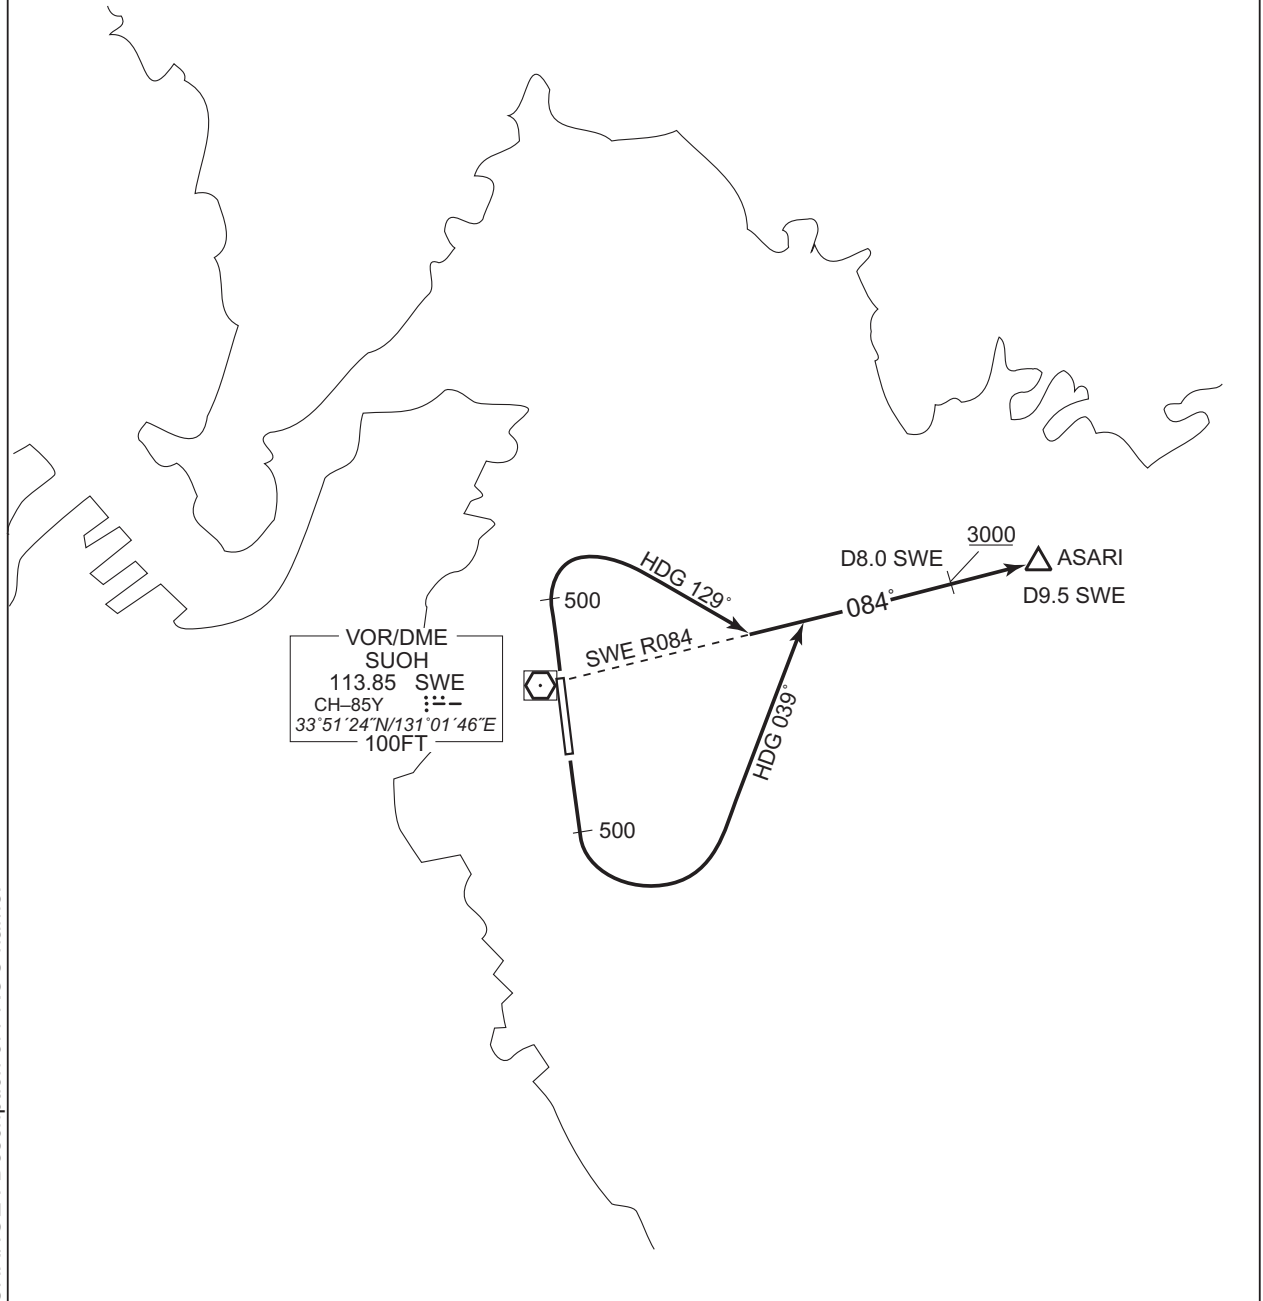 3000
D8.0 SWE
ASARI
D9.5 SWE
HDG 129°
500
084°
SWE R084
VOR/DME
SUOH
113.85 SWE
CH–85Y
33°51´24˝N/131°01´46˝E
100FT
HDG 039°
500